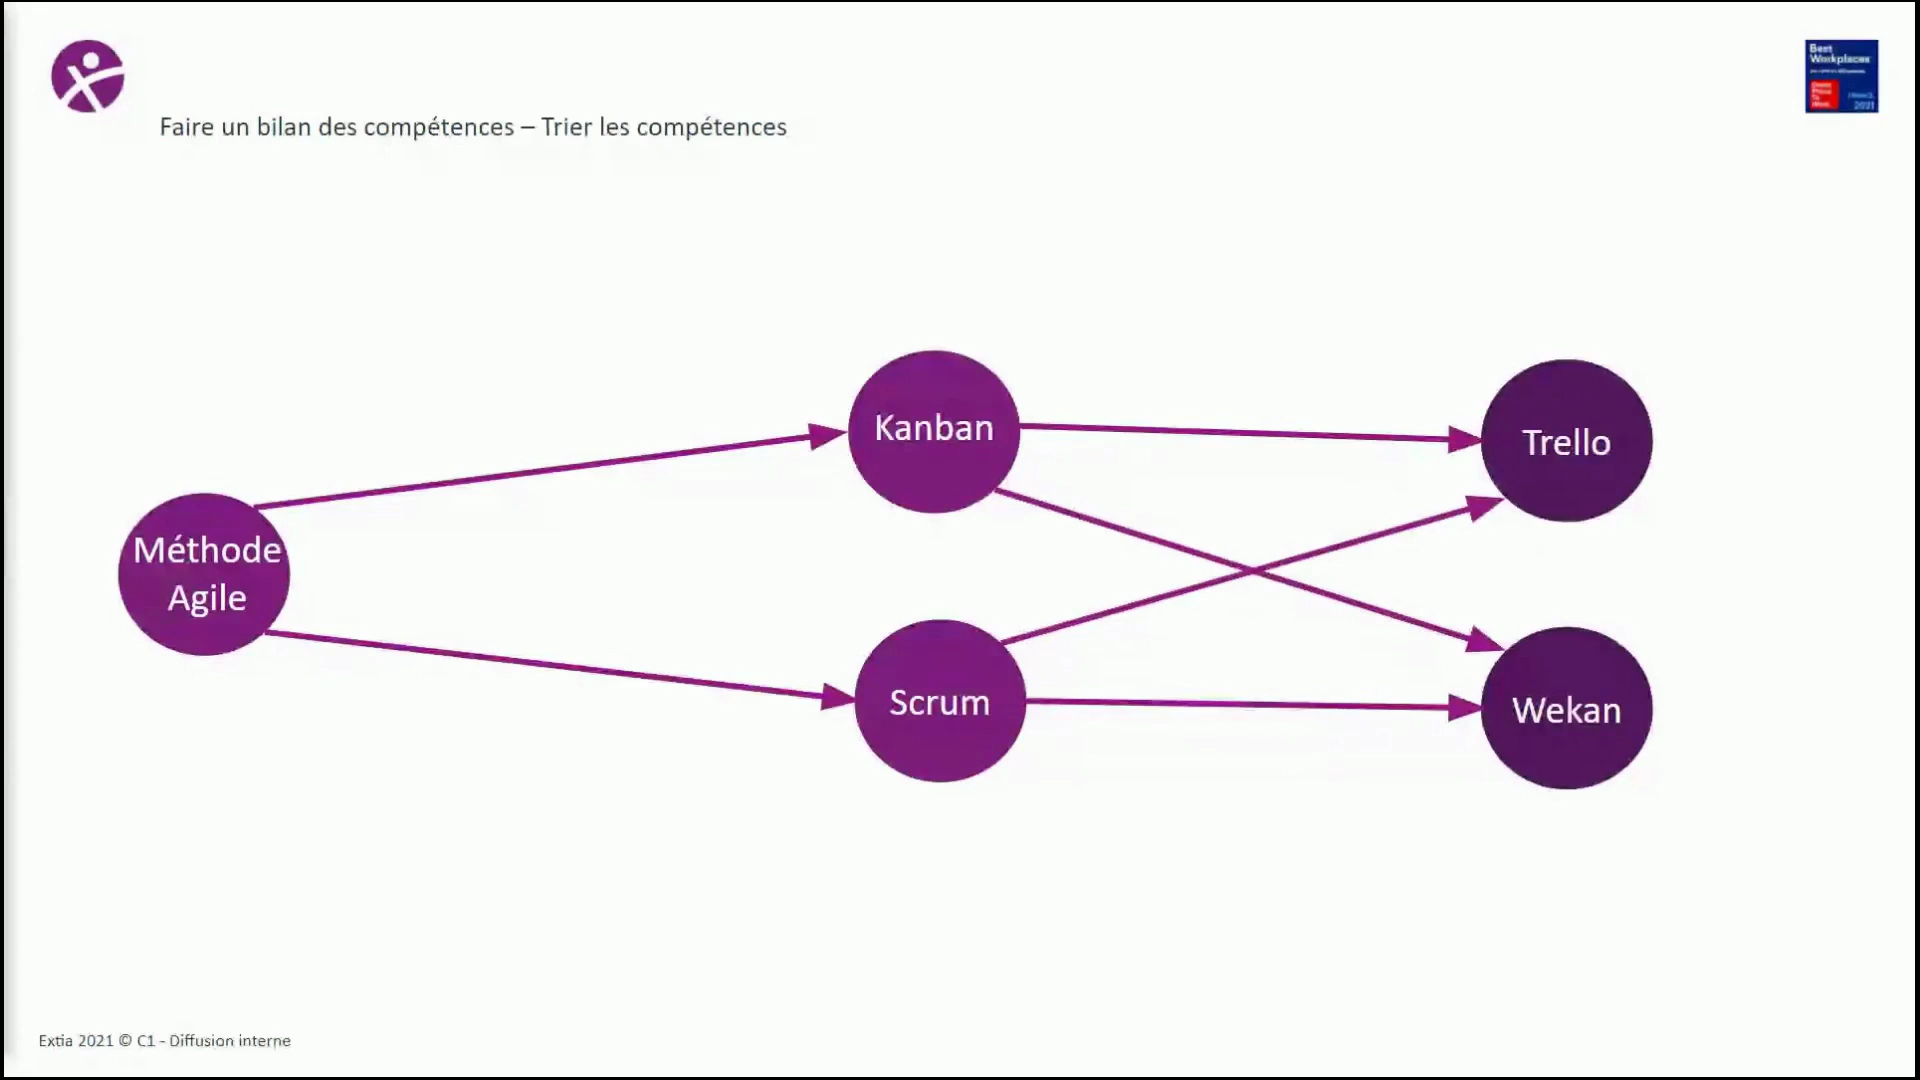 Best
Workplaces
Faire un bilan des compétences – Trier les compétences
Kanban
Trello
Méthode
Agile
Scrum
Wekan
2021
Extia 2021 © C1 - Diffusion interne